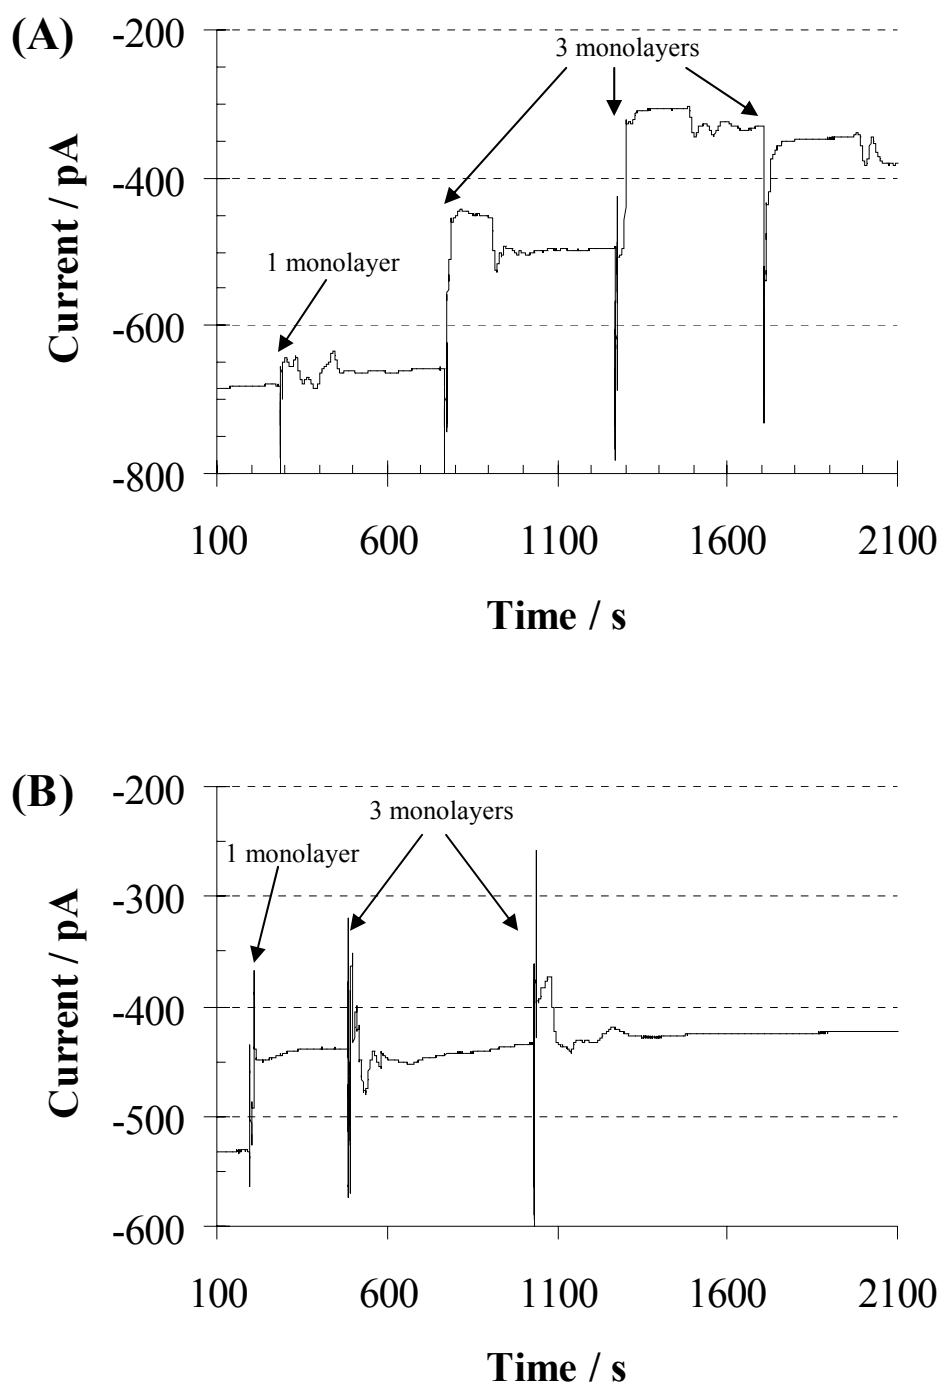 (A)
-200
3 monolayers
-400
1 monolayer
-600
-800
Current / pA
100 600 1100 1600 2100
Time / s
(B)
-200
3 monolayers
1 monolayer
-300
-400
-500
-600
Current / pA
100 600 1100 1600 2100
Time / s